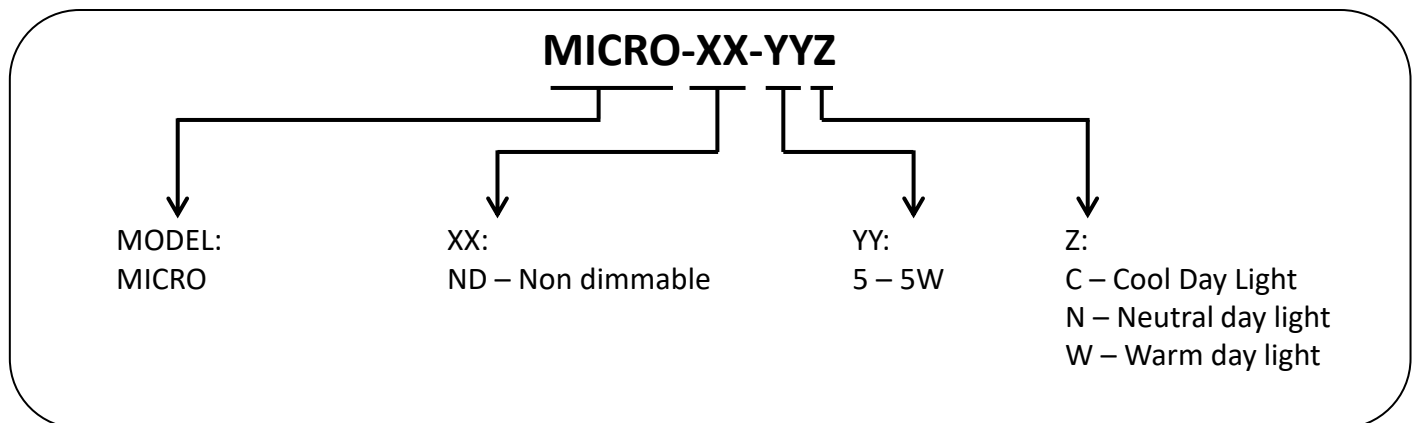 MICRO-XX-YYZ
MODEL:
MICRO
XX:
ND – Non dimmable
YY:
5 – 5W
Z:
C – Cool Day Light
N – Neutral day light
W – Warm day light